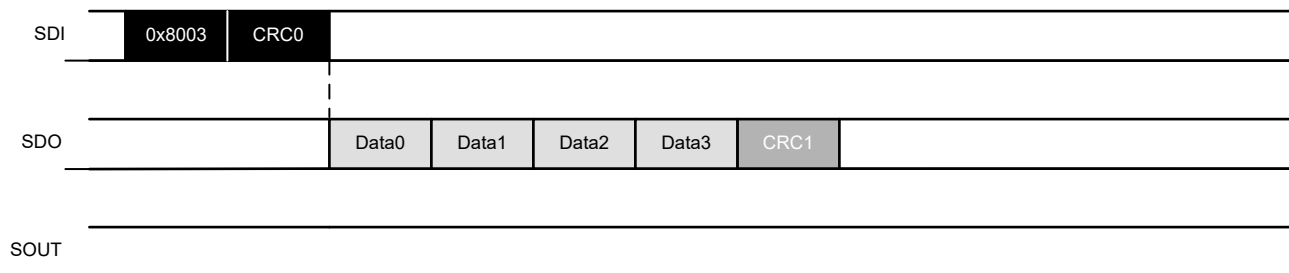 SDI 0x8003 CRC0
SDO Data0 Data1 Data2 Data3 CRC1
SOUT